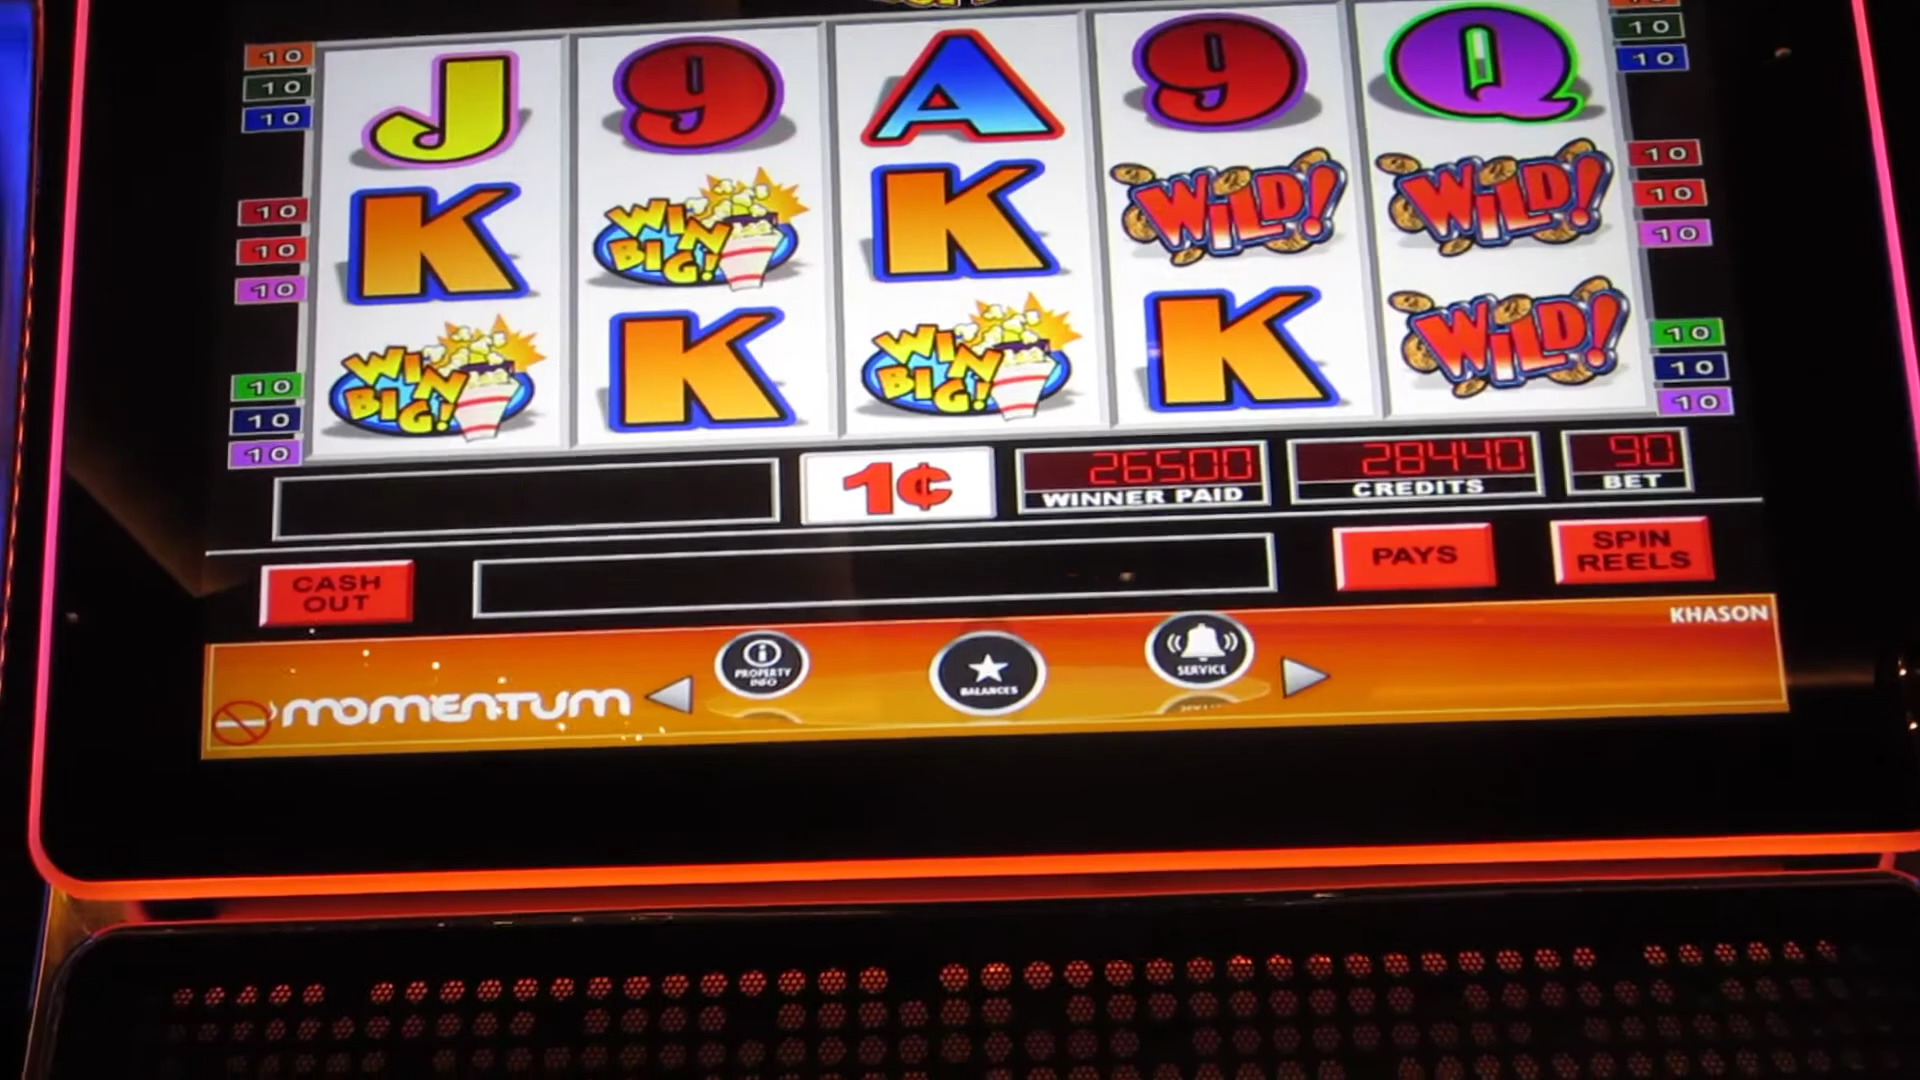 10 J 9 A 9 Q
10 10
10 10
10 WIN BIG! K WILD! WILD! 10
10 K 10
10 10
WIN BIG! K WIN BIG! K WILD!
10 10
10 10
10 10
1¢ 26500 28440 90
WINNER PAID CREDITS BET
CASH OUT PAYS SPIN REELS
KHASON
MOMENTUM PROPERTY INFO BALANCES SERVICE